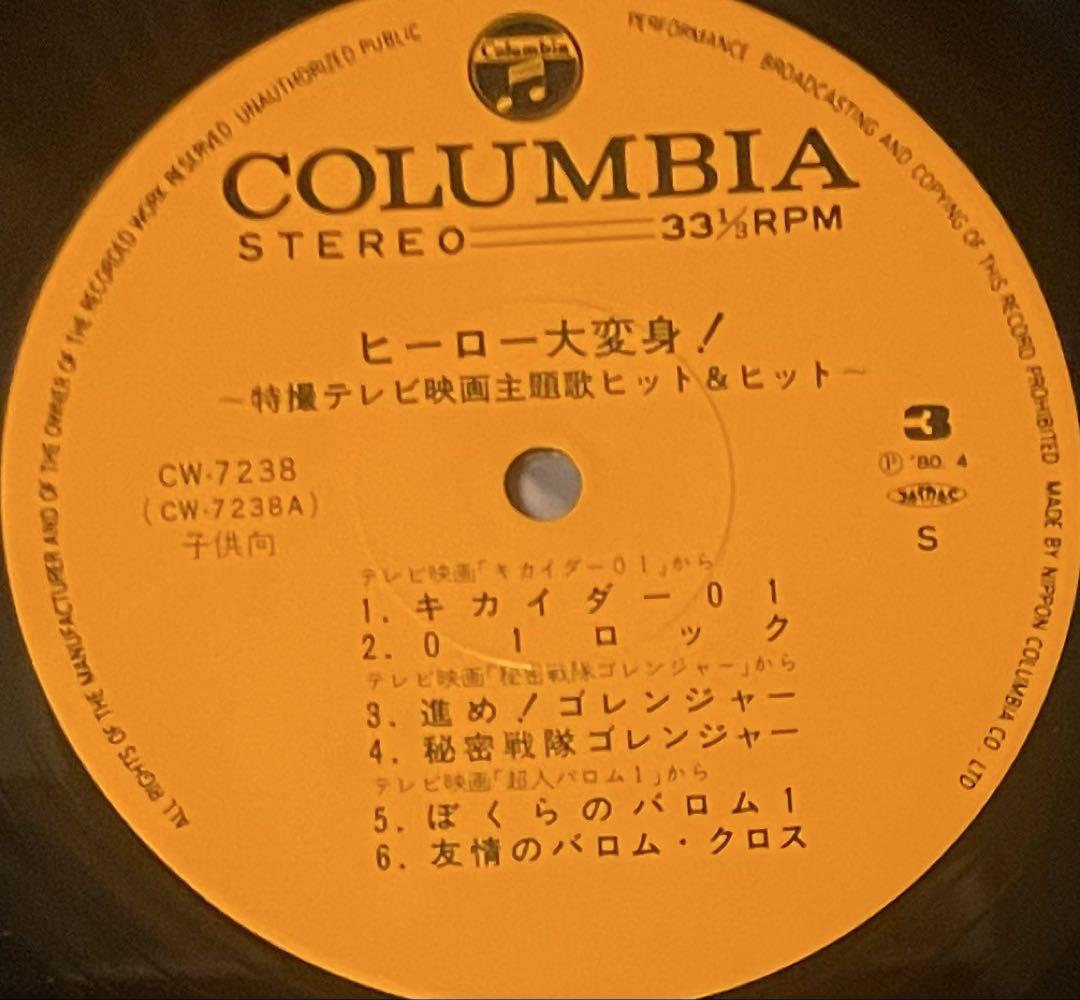 ALL RIGHTS OF THE MANUFACTURER AND OF THE OWNER OF THE RECORDED WORK RESERVED UNAUTHORIZED PUBLIC PERFORMANCE BROADCASTING AND COPYING OF THIS RECORD PROHIBITED MADE BY NIPPON COLUMBIA CO. LTD
Columbia
COLUMBIA
STEREO 33⅓ RPM
ヒーロー大変身!
~特撮テレビ映画主題歌ヒット&ヒット~
3
CW-7238
(CW-7238A)
子供向
Ⓟ '80. 4
JASRAC
S
テレビ映画「キカイダー01」から
1. キカイダー01
2. 01ロック
テレビ映画「秘密戦隊ゴレンジャー」から
3. 進め!ゴレンジャー
4. 秘密戦隊ゴレンジャー
テレビ映画「超人バロム1」から
5. ぼくらのバロム1
6. 友情のバロム・クロス